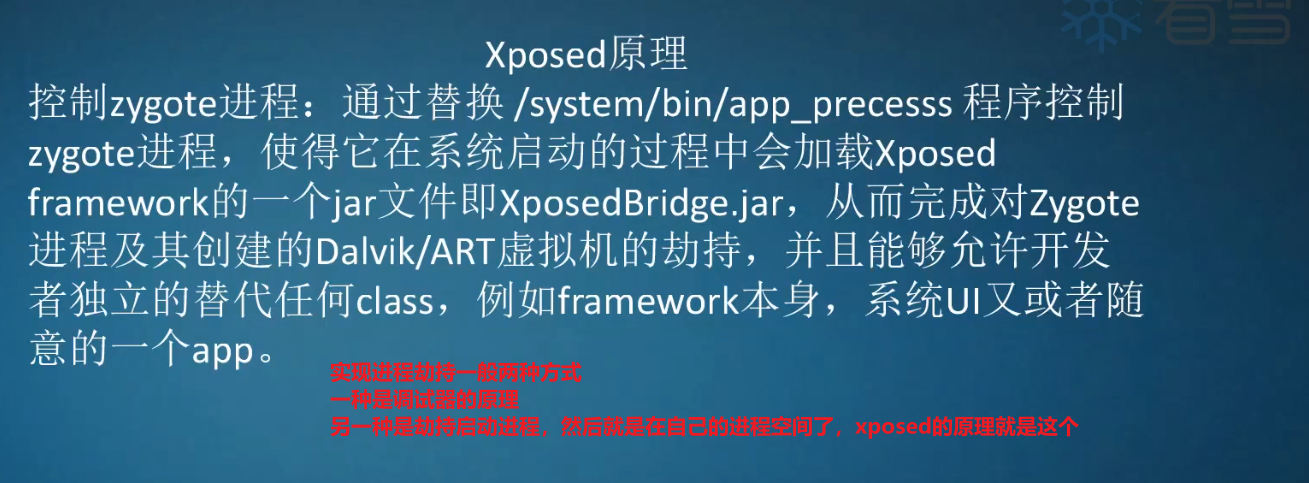 看雪
Xposed原理
控制zygote进程：通过替换 /system/bin/app_precesss 程序控制
zygote进程，使得它在系统启动的过程中会加载Xposed
framework的一个jar文件即XposedBridge.jar，从而完成对Zygote
进程及其创建的Dalvik/ART虚拟机的劫持，并且能够允许开发
者独立的替代任何class，例如framework本身，系统UI又或者随
意的一个app。
实现进程劫持一般两种方式
一种是调试器的原理
另一种是劫持启动进程，然后就是在自己的进程空间了，xposed的原理就是这个